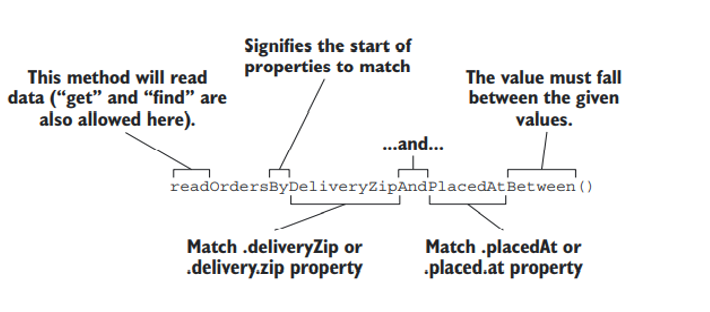 Signifies the start of
properties to match
This method will read
data (“get” and “find” are
also allowed here).
The value must fall
between the given
values.
...and...
readOrdersByDeliveryZipAndPlacedAtBetween()
Match .deliveryZip or
.delivery.zip property
Match .placedAt or
.placed.at property